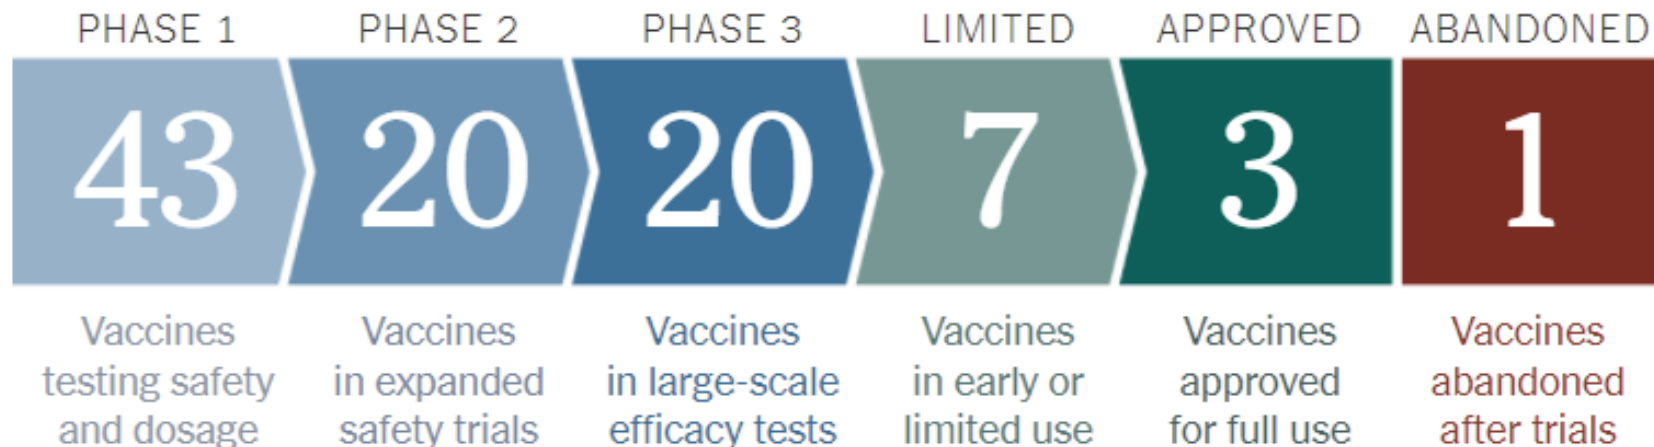 PHASE 1 PHASE 2 PHASE 3 LIMITED APPROVED ABANDONED
43 20 20 7 3 1
Vaccines testing safety and dosage
Vaccines in expanded safety trials
Vaccines in large-scale efficacy tests
Vaccines in early or limited use
Vaccines approved for full use
Vaccines abandoned after trials